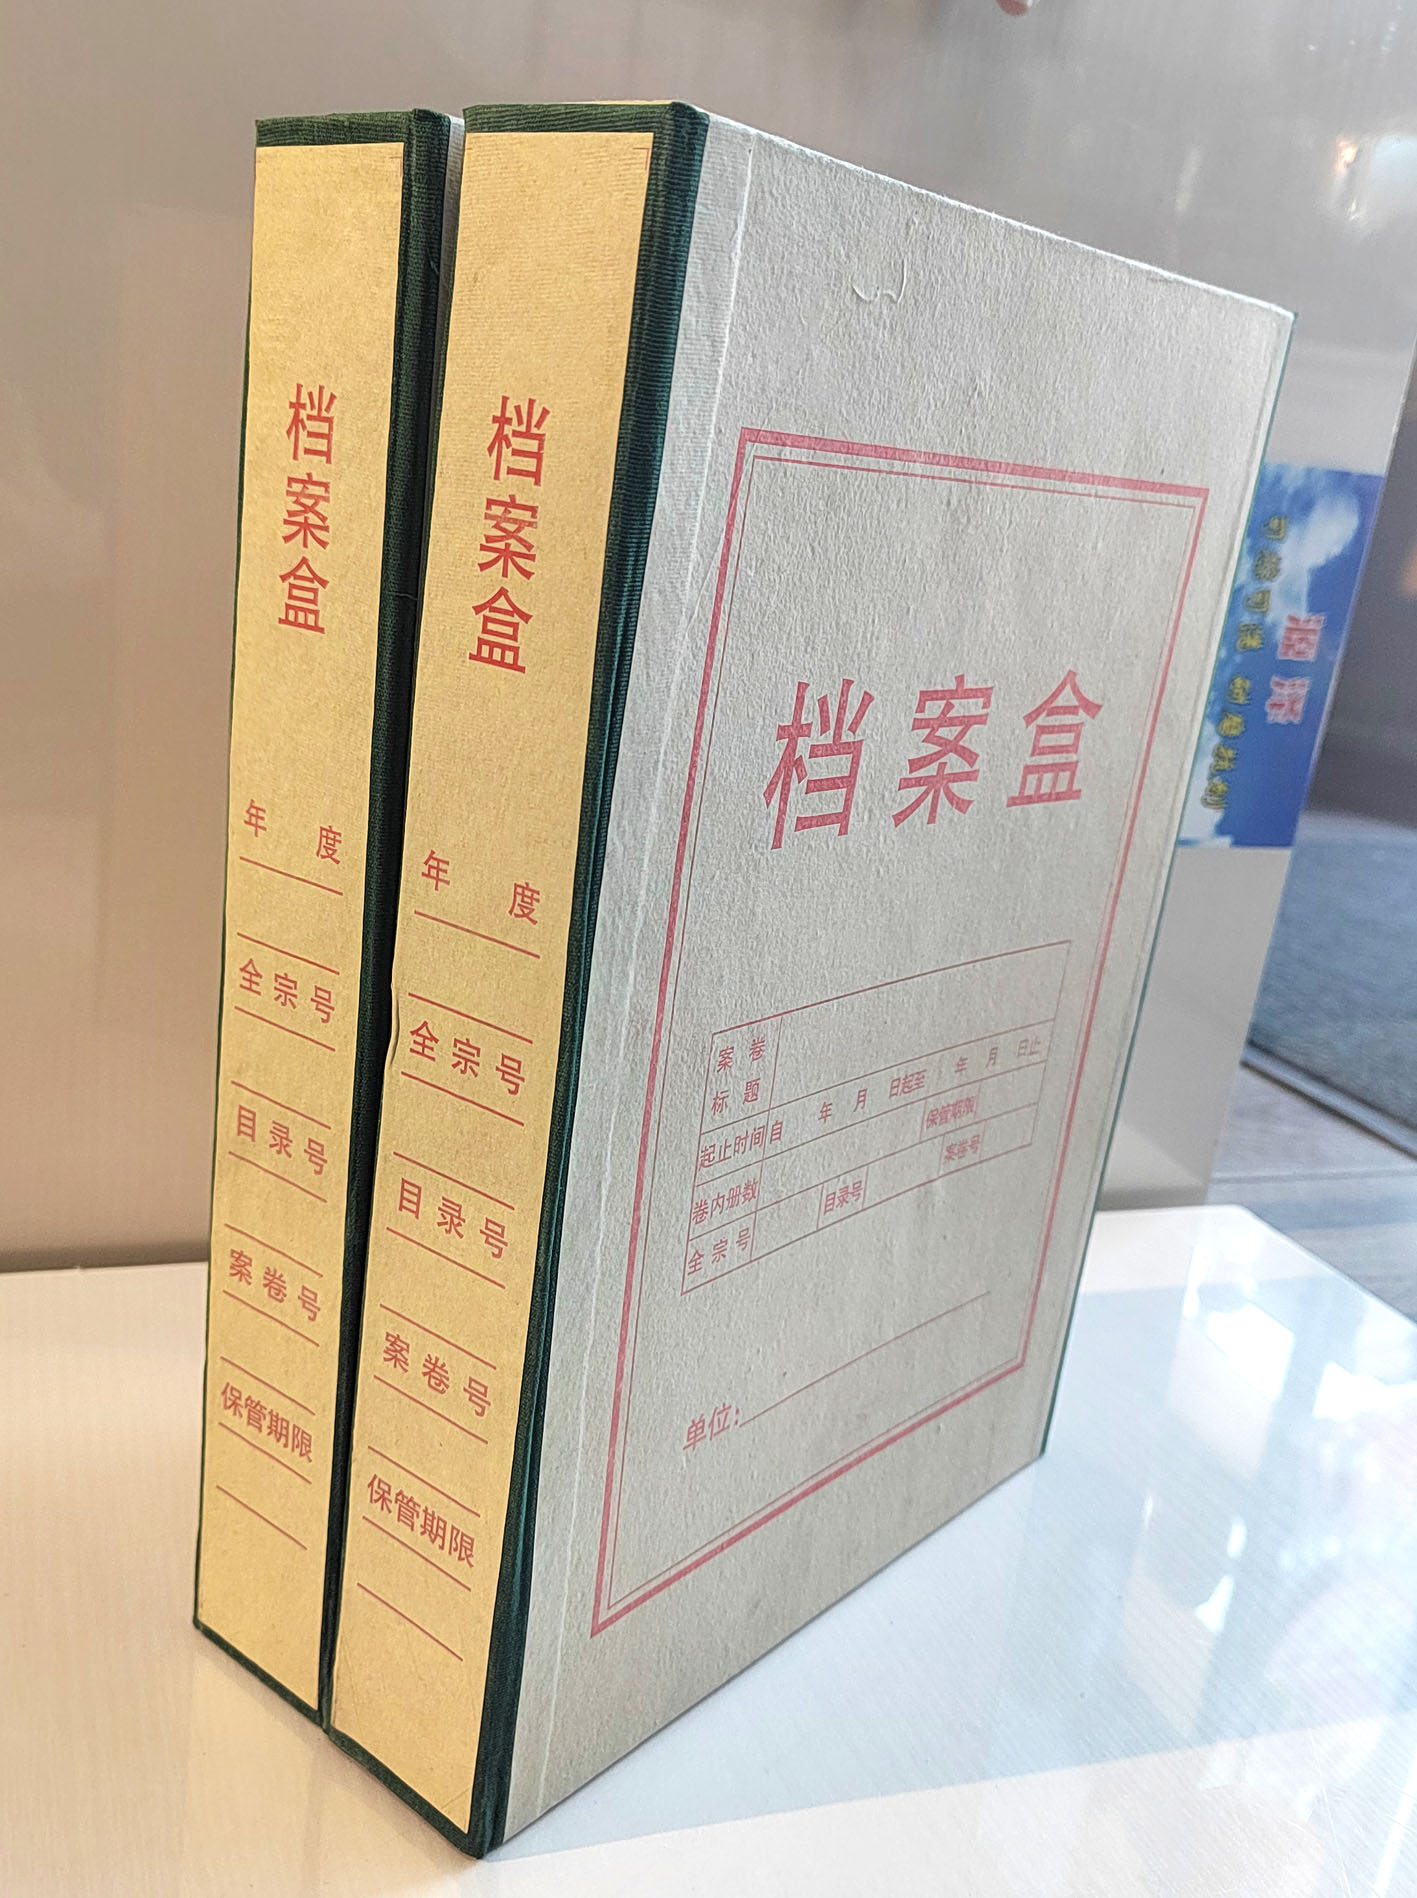 档案盒
年 度
全宗号
目录号
案卷号
保管期限
档案盒
年 度
全宗号
目录号
案卷号
保管期限
档案盒
案卷
标题
起止时间 自 年 月 日起至 年 月 日止
卷内册数 保管期限
全宗号 目录号 案卷号
单位: